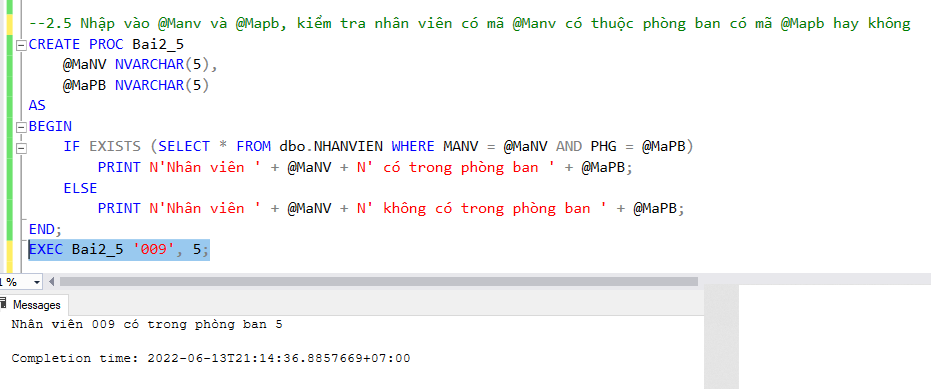 --2.5 Nhập vào @Manv và @Mapb, kiểm tra nhân viên có mã @Manv có thuộc phòng ban có mã @Mapb hay không
CREATE PROC Bai2_5
@MaNV NVARCHAR(5),
@MaPB NVARCHAR(5)
AS
BEGIN
IF EXISTS (SELECT * FROM dbo.NHANVIEN WHERE MANV = @MaNV AND PHG = @MaPB)
PRINT N'Nhân viên ' + @MaNV + N' có trong phòng ban ' + @MaPB;
ELSE
PRINT N'Nhân viên ' + @MaNV + N' không có trong phòng ban ' + @MaPB;
END;
EXEC Bai2_5 '009', 5;
%
Messages
Nhân viên 009 có trong phòng ban 5
Completion time: 2022-06-13T21:14:36.8857669+07:00